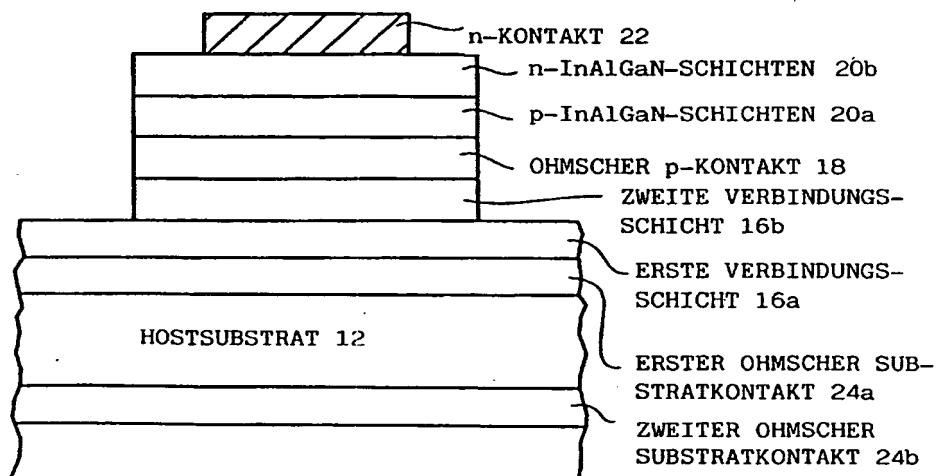 n-KONTAKT 22
n-InAlGaN-SCHICHTEN 20b
p-InAlGaN-SCHICHTEN 20a
OHMSCHER p-KONTAKT 18
ZWEITE VERBINDUNGS-
SCHICHT 16b
ERSTE VERBINDUNGS-
SCHICHT 16a
HOSTSUBSTRAT 12
ERSTER OHMSCHER SUB-
STRATKONTAKT 24a
ZWEITER OHMSCHER
SUBSTRATKONTAKT 24b